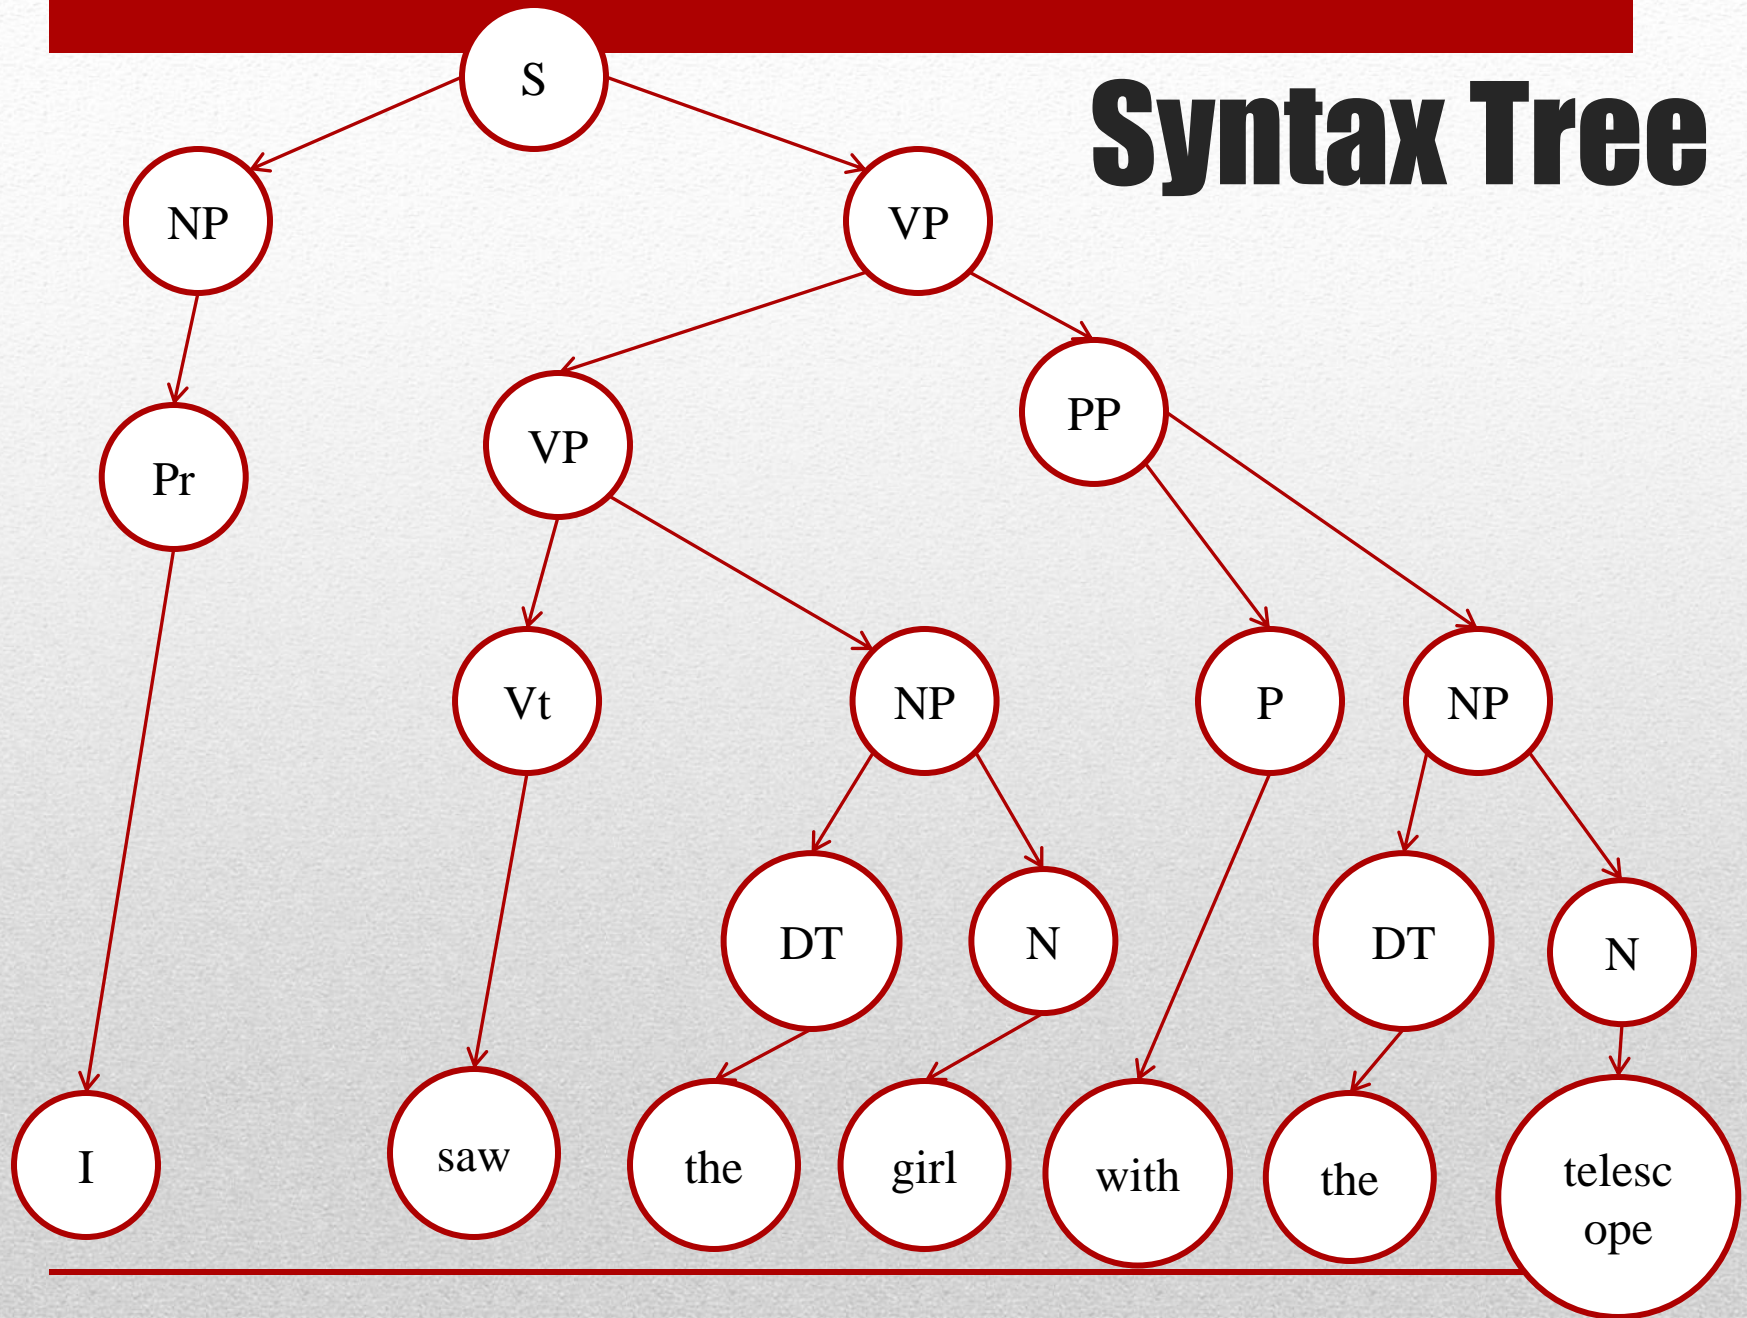 S
Syntax Tree
NP
VP
PP
VP
Pr
Vt
NP
P
NP
DT
N
DT
N
I
saw
the
girl
with
the
telesc
ope